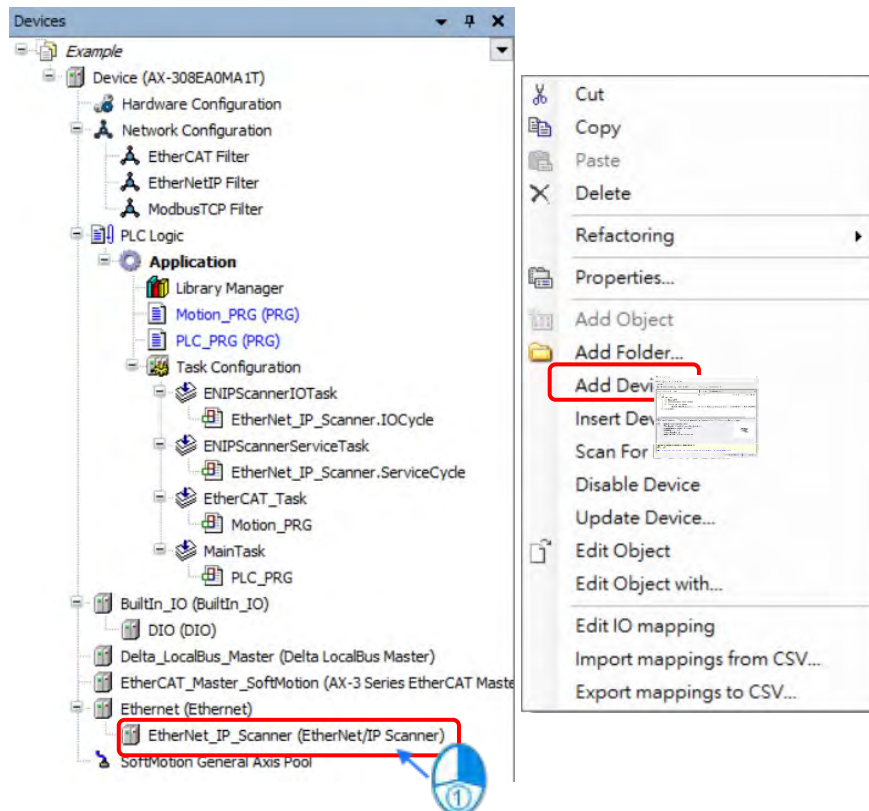 Devices
Example
Device (AX-308EA0MA1T)
Hardware Configuration
Network Configuration
EtherCAT Filter
EtherNetIP Filter
ModbusTCP Filter
PLC Logic
Application
Library Manager
Motion_PRG (PRG)
PLC_PRG (PRG)
Task Configuration
ENIPScannerIOTask
EtherNet_IP_Scanner.IOCycle
ENIPScannerServiceTask
EtherNet_IP_Scanner.ServiceCycle
EtherCAT_Task
Motion_PRG
MainTask
PLC_PRG
BuiltIn_IO (BuiltIn_IO)
DIO (DIO)
Delta_LocalBus_Master (Delta LocalBus Master)
EtherCAT_Master_SoftMotion (AX-3 Series EtherCAT Maste
Ethernet (Ethernet)
EtherNet_IP_Scanner (EtherNet/IP Scanner)
SoftMotion General Axis Pool
1
Cut
Copy
Paste
Delete
Refactoring
Properties...
Add Object
Add Folder...
Add Devi
Insert Dev
Scan For
Disable Device
Update Device...
Edit Object
Edit Object with...
Edit IO mapping
Import mappings from CSV...
Export mappings to CSV...